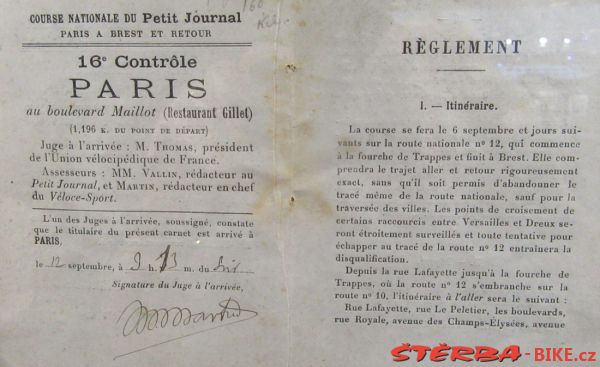 COURSE NATIONALE DU Petit Journal
PARIS A BREST ET RETOUR
16e Contrôle
PARIS
au boulevard Maillot (Restaurant Gillet)
(1,196 K. DU POINT DE DÉPART)
Juge à l'arrivée : M. THOMAS, président
de l'Union vélocipédique de France.
Assesseurs : MM. VALLIN, rédacteur au
Petit Journal, et MARTIN, rédacteur en chef
du Véloce-Sport.
L'un des Juges à l'arrivée, soussigné, constate
que le titulaire du présent carnet est arrivé à
PARIS,
le 12 septembre, à 9 h. 13 m. du soir
Signature du Juge à l'arrivée,
RÈGLEMENT
I. — Itinéraire.
La course se fera le 6 septembre et jours sui-
vants sur la route nationale no 12, qui commence
à la fourche de Trappes et finit à Brest. Elle com-
prendra le trajet aller et retour rigoureusement
exact, sans qu'il soit permis d'abandonner le
tracé même de la route nationale, sauf pour la
traversée des villes. Les points de croisement de
certains raccourcis entre Versailles et Dreux se-
ront étroitement surveillés et toute tentative pour
échapper au tracé de la route no 12 entraînera la
disqualification.
Depuis la rue Lafayette jusqu'à la fourche de
Trappes, où la route no 12 s'embranche sur la
route no 10, l'itinéraire à l'aller sera le suivant :
Rue Lafayette, rue Le Peletier, les boulevards,
rue Royale, avenue des Champs-Élysées, avenue
ŠTĚRBA-BIKE.cz